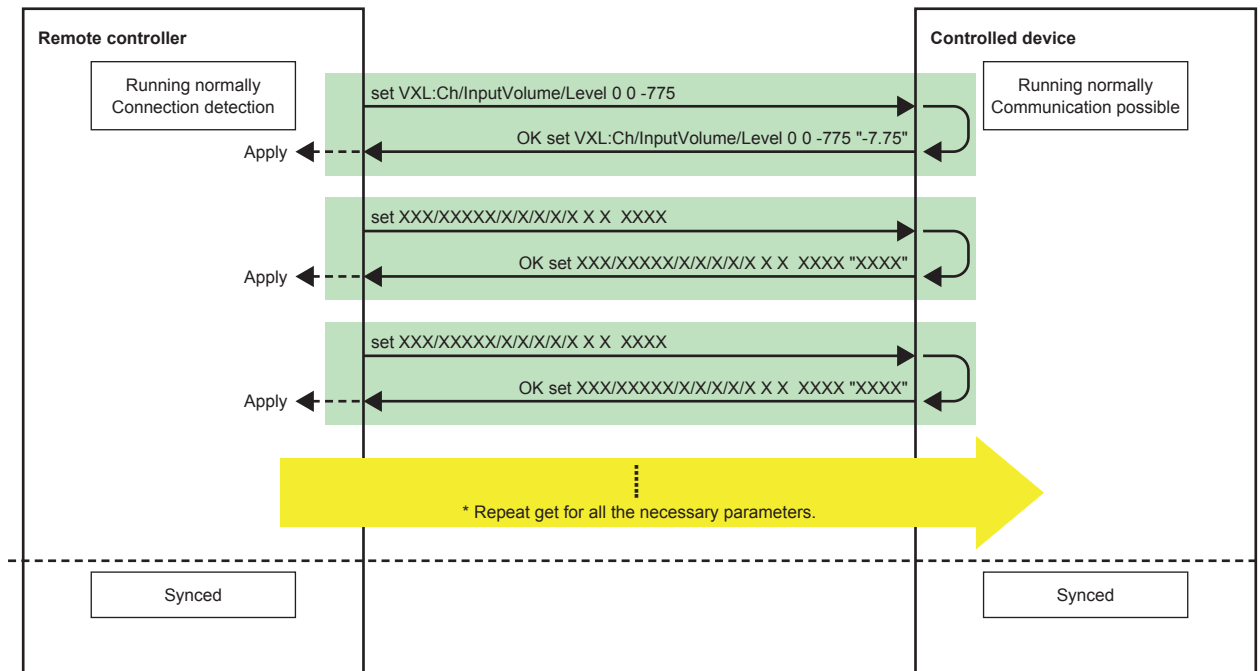 Remote controller
Controlled device
Running normally
Connection detection
Running normally
Communication possible
set VXL:Ch/InputVolume/Level 0 0 -775
OK set VXL:Ch/InputVolume/Level 0 0 -775 "-7.75"
Apply
set XXX/XXXXX/X/X/X/X/X X X  XXXX
OK set XXX/XXXXX/X/X/X/X/X X X  XXXX "XXXX"
Apply
set XXX/XXXXX/X/X/X/X/X X X  XXXX
OK set XXX/XXXXX/X/X/X/X/X X X  XXXX "XXXX"
Apply
* Repeat get for all the necessary parameters.
Synced
Synced